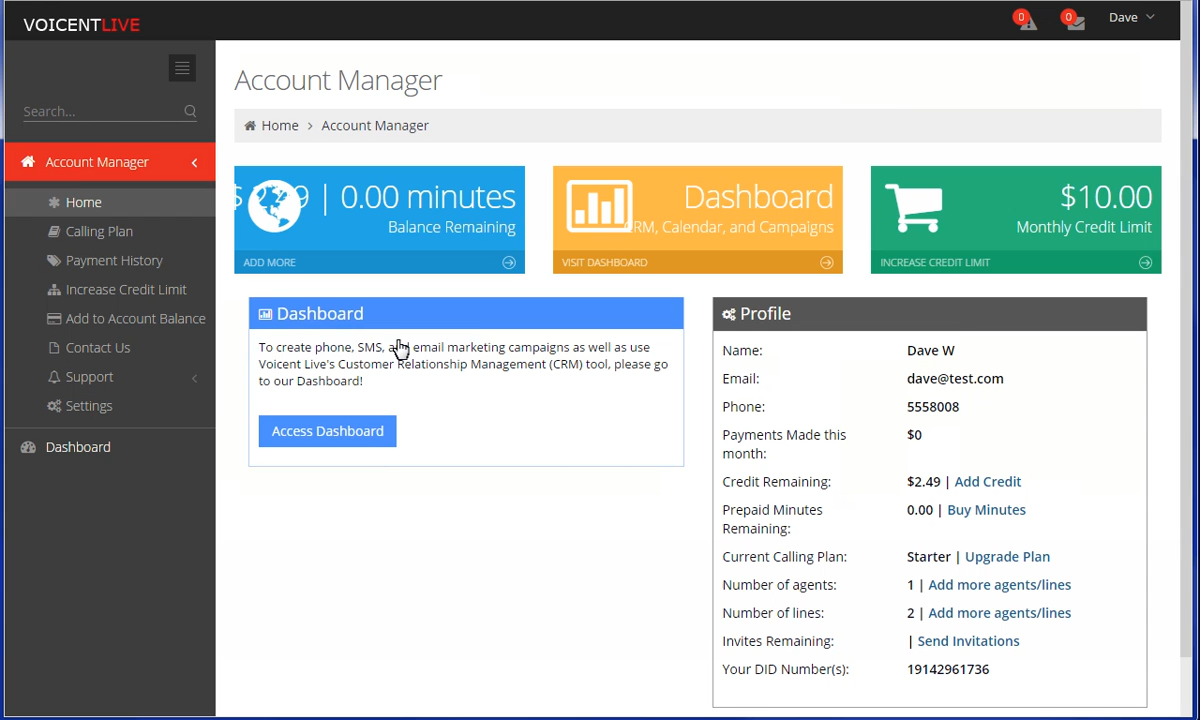 VOICENTLIVE
0
0
Dave
Search...
Account Manager
Home
Calling Plan
Payment History
Increase Credit Limit
Add to Account Balance
Contact Us
Support
Settings
Dashboard
Account Manager
Home > Account Manager
| 0.00 minutes
Balance Remaining
ADD MORE
Dashboard
CRM, Calendar, and Campaigns
VISIT DASHBOARD
$10.00
Monthly Credit Limit
INCREASE CREDIT LIMIT
Dashboard
To create phone, SMS, and email marketing campaigns as well as use
Voicent Live's Customer Relationship Management (CRM) tool, please go
to our Dashboard!
Access Dashboard
Profile
Name: Dave W
Email: dave@test.com
Phone: 5558008
Payments Made this $0
month:
Credit Remaining: $2.49 | Add Credit
Prepaid Minutes 0.00 | Buy Minutes
Remaining:
Current Calling Plan: Starter | Upgrade Plan
Number of agents: 1 | Add more agents/lines
Number of lines: 2 | Add more agents/lines
Invites Remaining: | Send Invitations
Your DID Number(s): 19142961736